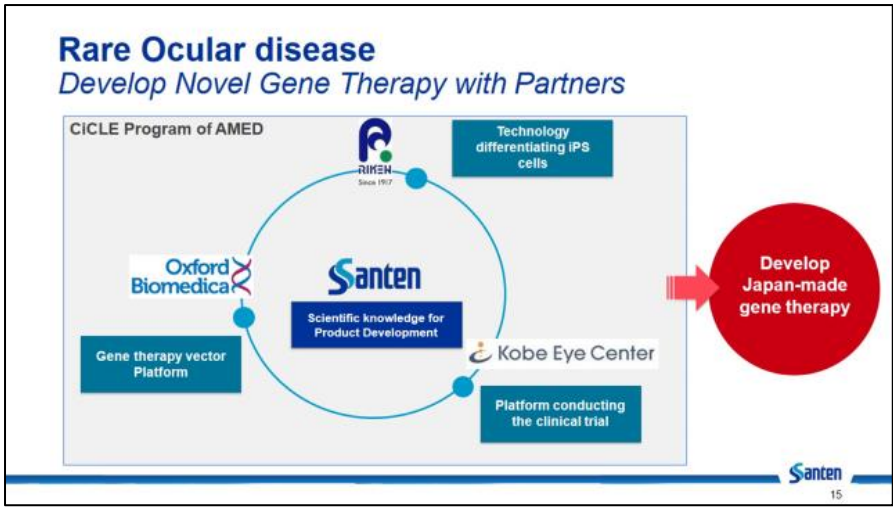 Rare Ocular disease
Develop Novel Gene Therapy with Partners
CiCLE Program of AMED
RIKEN
Since 1917
Technology
differentiating iPS
cells
Oxford
Biomedica
Santen
Scientific knowledge for
Product Development
Gene therapy vector
Platform
Kobe Eye Center
Platform conducting
the clinical trial
Develop
Japan-made
gene therapy
Santen
15